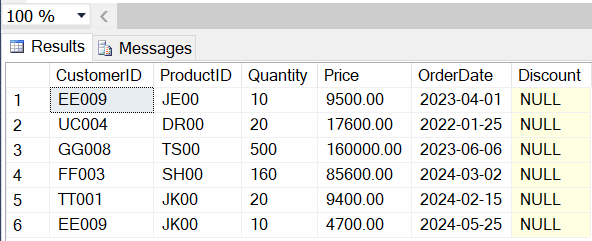 100 %
Results Messages
CustomerID ProductID Quantity Price OrderDate Discount
1 EE009 JE00 10 9500.00 2023-04-01 NULL
2 UC004 DR00 20 17600.00 2022-01-25 NULL
3 GG008 TS00 500 160000.00 2023-06-06 NULL
4 FF003 SH00 160 85600.00 2024-03-02 NULL
5 TT001 JK00 20 9400.00 2024-02-15 NULL
6 EE009 JK00 10 4700.00 2024-05-25 NULL